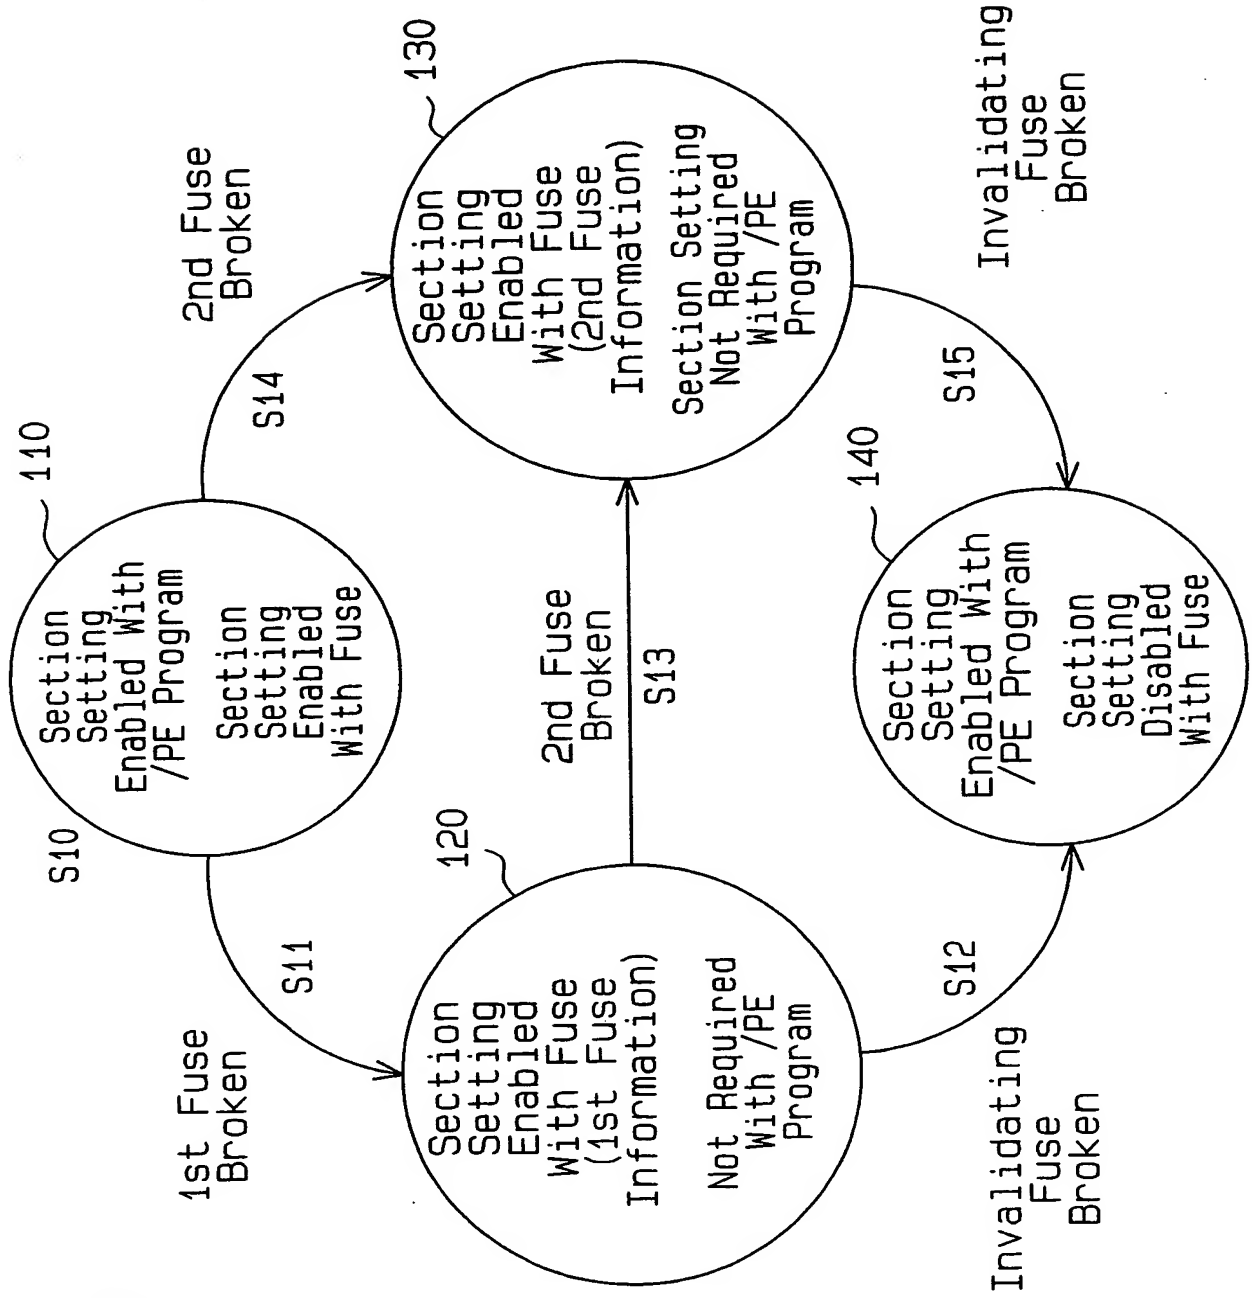 S10
110
Section
Setting
Enabled With
/PE Program
Section
Setting
Enabled
With Fuse
1st Fuse
Broken
S11
2nd Fuse
Broken
S14
120
Section
Setting
Enabled
With Fuse
(1st Fuse
Information)
Not Required
With /PE
Program
2nd Fuse
Broken
S13
130
Section
Setting
Enabled
With Fuse
(2nd Fuse
Information)
Section Setting
Not Required
With /PE
Program
Invalidating
Fuse
Broken
S12
Invalidating
Fuse
Broken
S15
140
Section
Setting
Enabled With
/PE Program
Section
Setting
Disabled
With Fuse